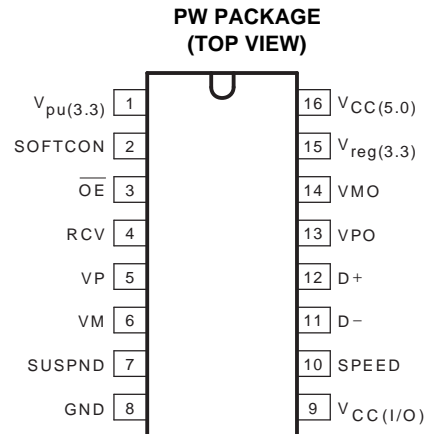 PW PACKAGE
(TOP VIEW)
Vpu(3.3) 1 16 VCC(5.0)
SOFTCON 2 15 Vreg(3.3)
OE 3 14 VMO
RCV 4 13 VPO
VP 5 12 D+
VM 6 11 D−
SUSPND 7 10 SPEED
GND 8 9 VCC(I/O)